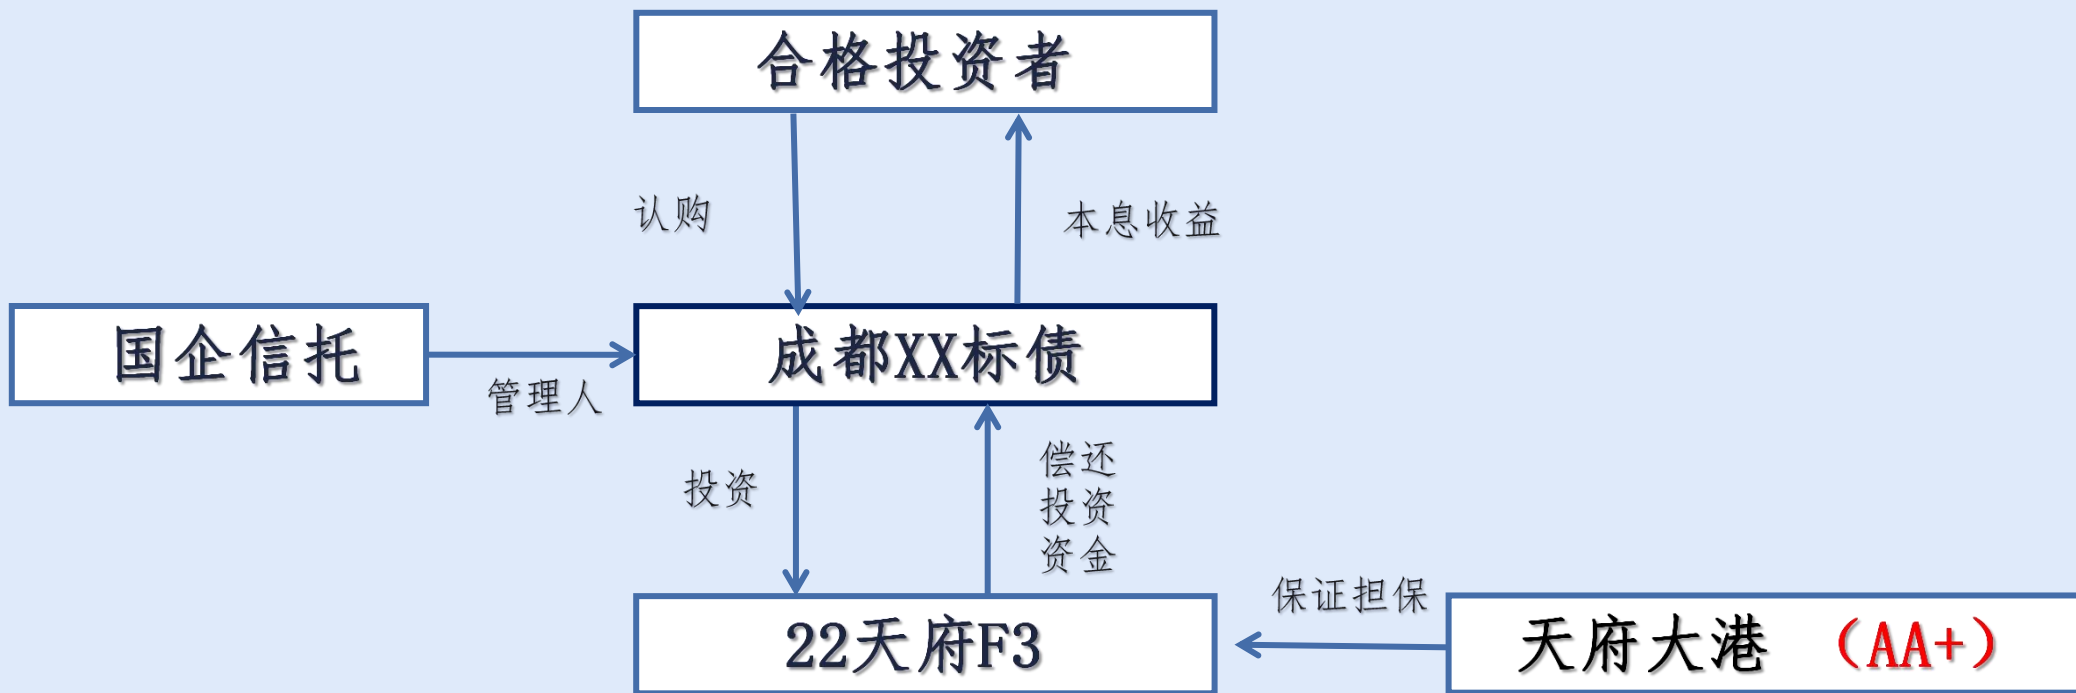 合格投资者
认购
本息收益
国企信托
管理人
成都XX标债
投资
偿还
投资
资金
保证担保
22天府F3
天府大港 （AA+）